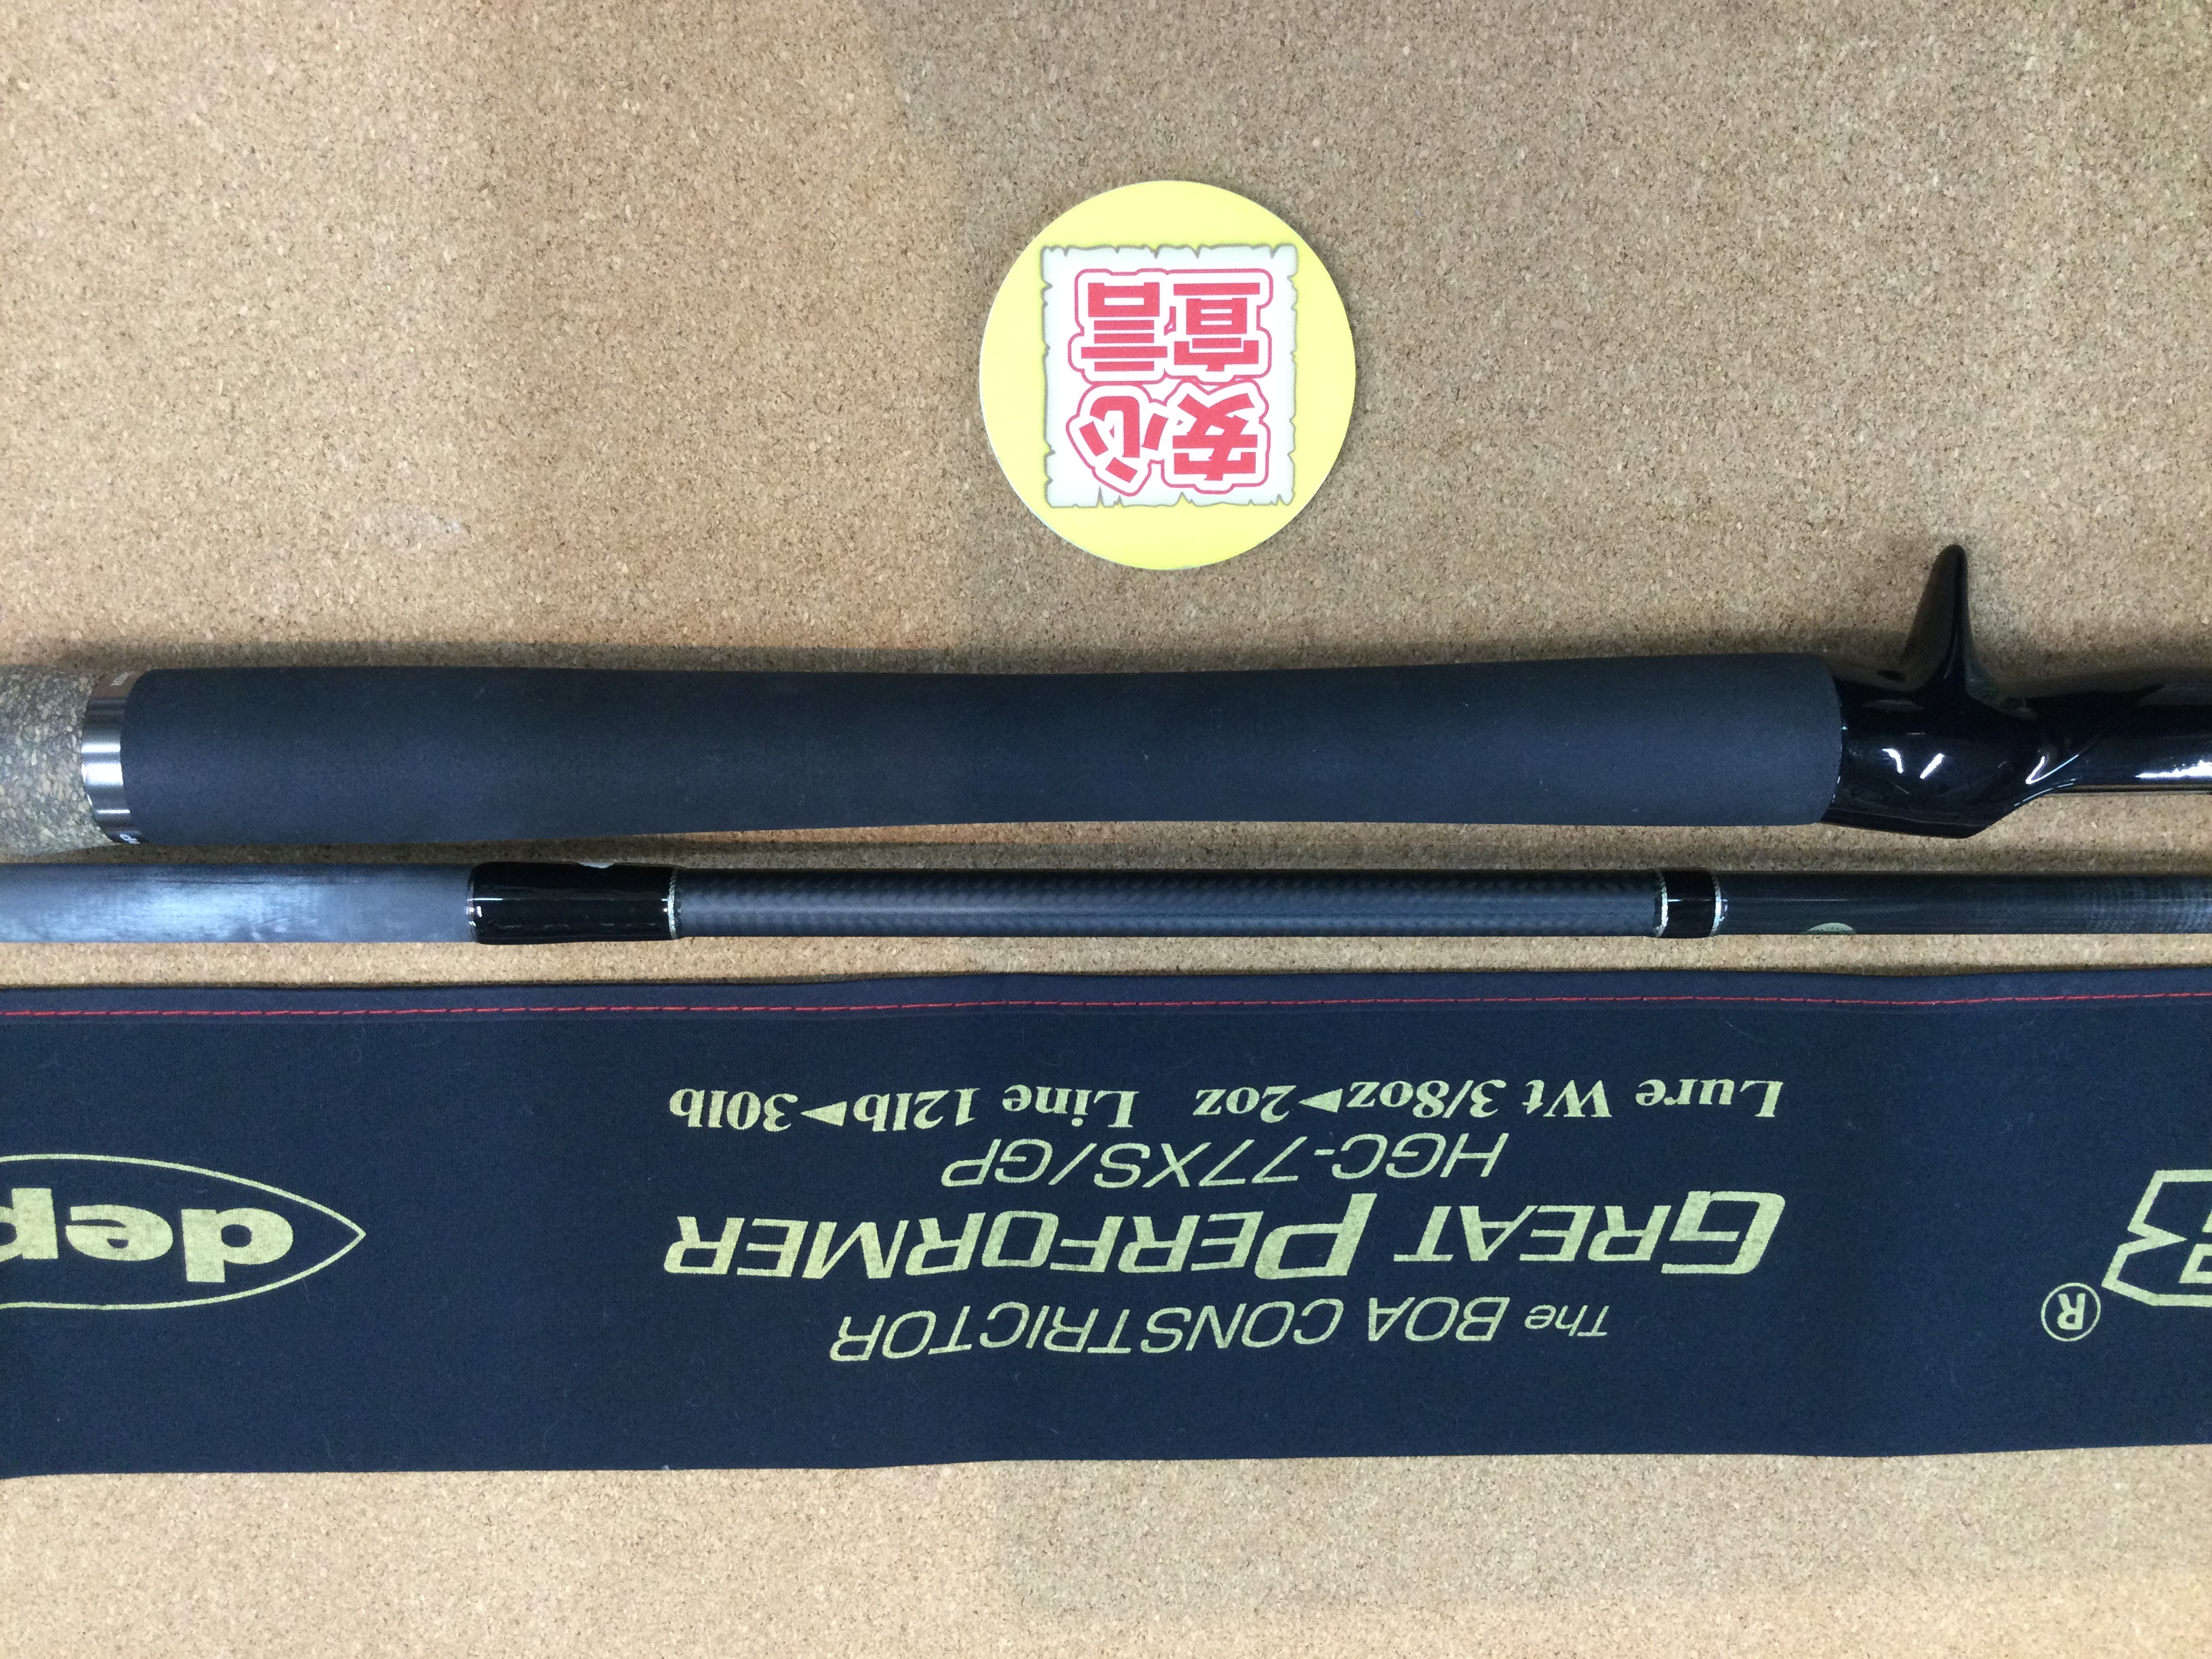 The BOA CONSTRICTOR
GREAT PERFORMER
HGC-77XS/GP
Lure Wt 3/8oz▶2oz Line 12lb▶30lb
®
dep
安心
宣言